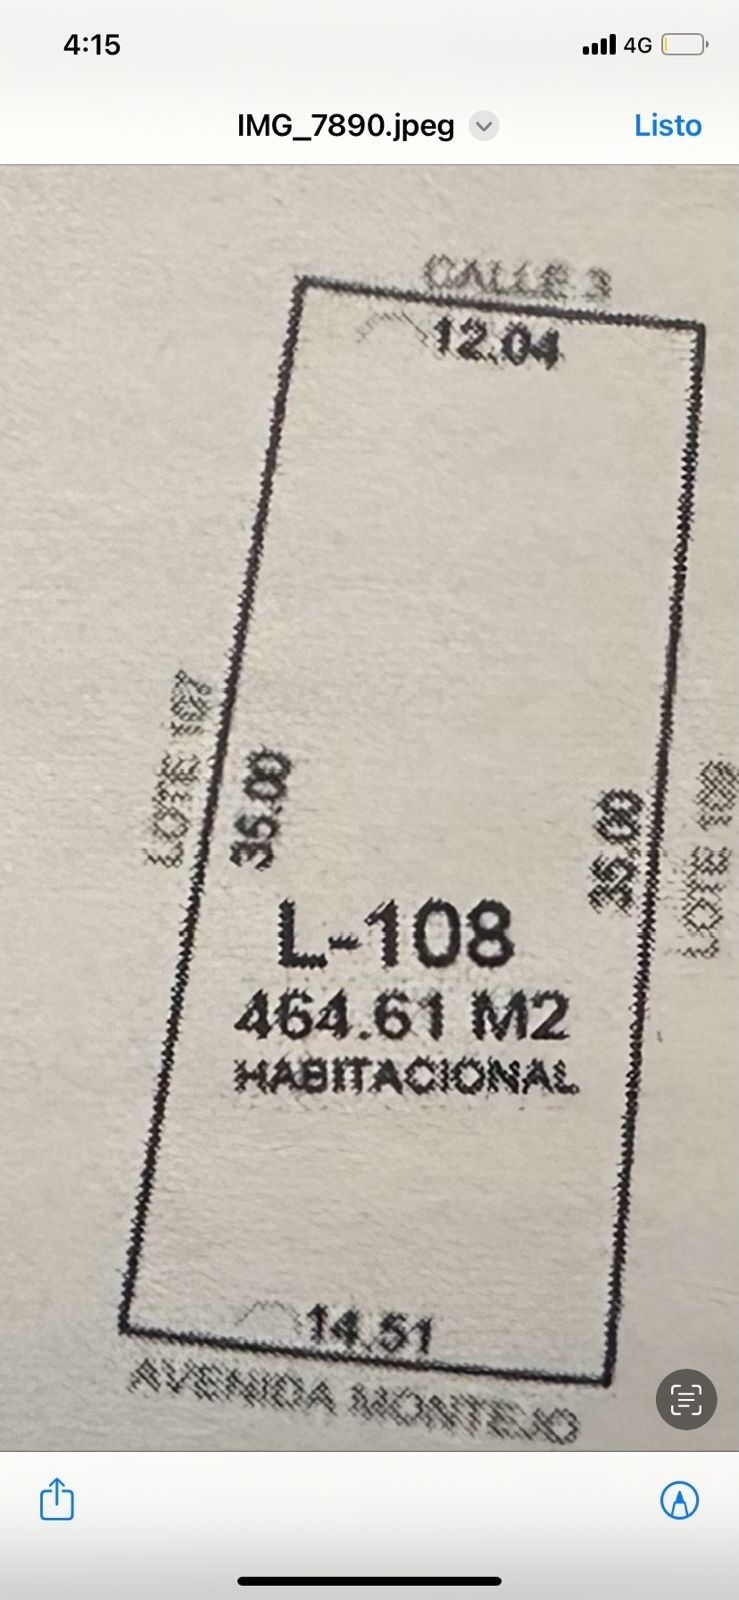 4:15
4G
IMG_7890.jpeg
Listo
CALLE 3
12.04
LOTE 107
35.00
35.00
LOTE 109
L-108
464.61 M2
HABITACIONAL
14.51
AVENIDA MONTEJO